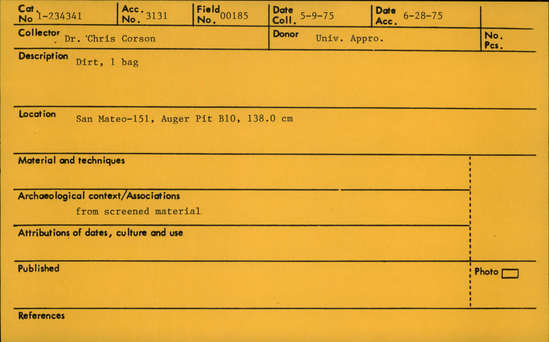 Cat. No 1-234341 Acc. No. 3131 Field No. 00185 Date Coll. 5-9-75 Date Acc. 6-28-75
Collector Dr. Chris Corson Donor Univ. Appro. No. Pcs.
Description Dirt, 1 bag
Location San Mateo-151, Auger Pit B10, 138.0 cm
Material and techniques
Archaeological context/Associations
from screened material
Attributions of dates, culture and use
Published Photo
References